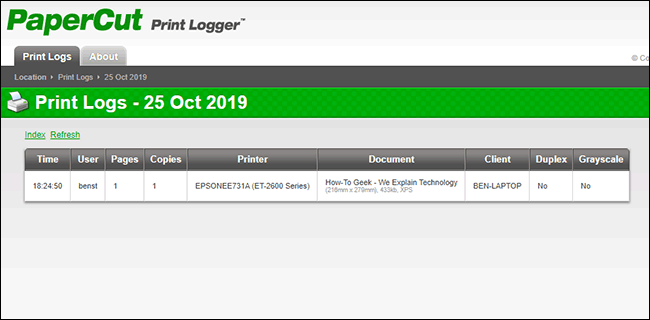 PaperCut Print Logger™
Print Logs About
© Co
Location Print Logs 25 Oct 2019
Print Logs - 25 Oct 2019
Index Refresh
Time User Pages Copies Printer Document Client Duplex Grayscale
18:24:50 benst 1 1 EPSONEE731A (ET-2600 Series) How-To Geek - We Explain Technology BEN-LAPTOP No No
(216mm x 279mm), 433kb, XPS